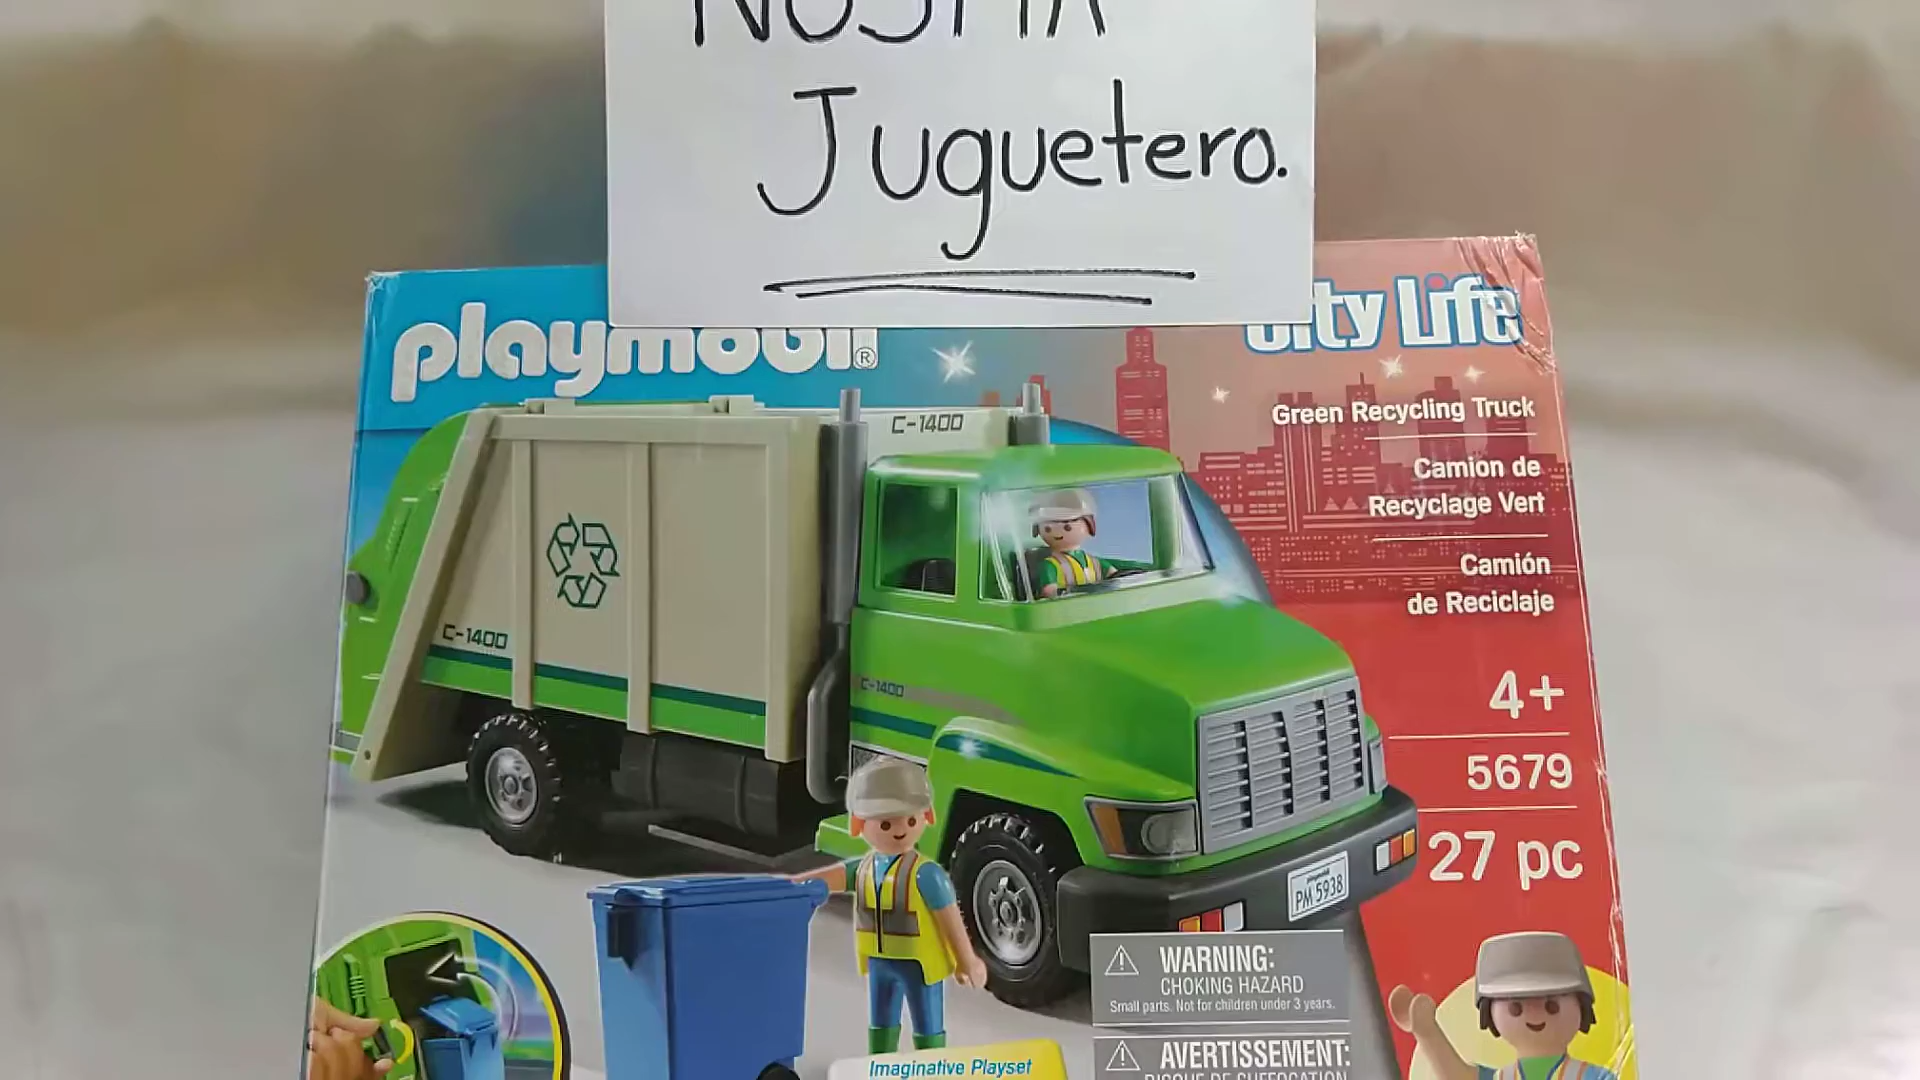 Juguetero.
playmobil®
City Life
Green Recycling Truck
Camion de
Recyclage Vert
Camión
de Reciclaje
4+
5679
27 pc
C-1400
C-1400
C-1400
playmobil
PM 5938
WARNING:
CHOKING HAZARD
Small parts. Not for children under 3 years.
AVERTISSEMENT:
Imaginative Playset